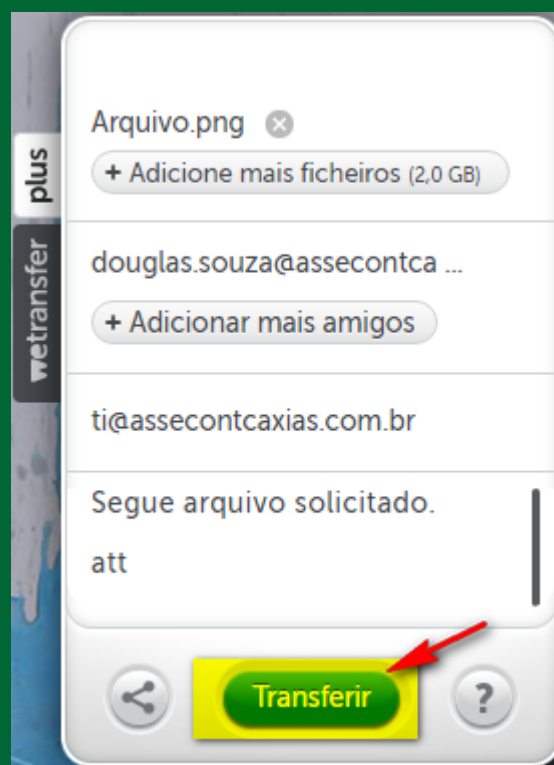 Arquivo.png
+ Adicione mais ficheiros (2,0 GB)
plus
douglas.souza@assecontca ...
wetransfer
+ Adicionar mais amigos
ti@assecontcaxias.com.br
Segue arquivo solicitado.
att
Transferir
?